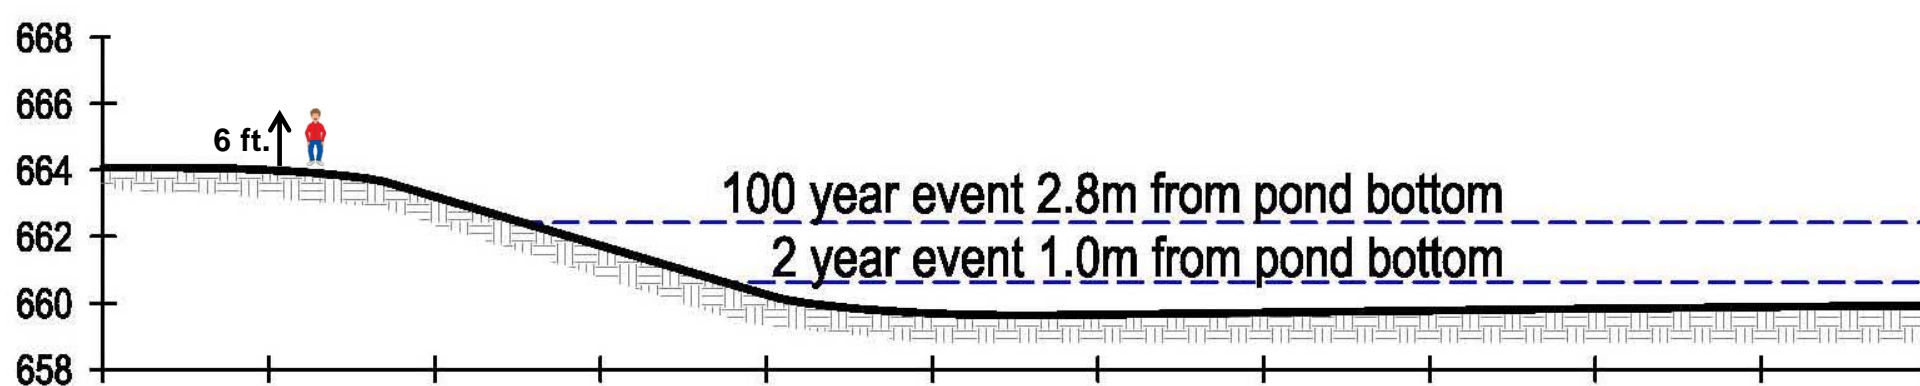 668
666
6 ft.
664
100 year event 2.8m from pond bottom
662
2 year event 1.0m from pond bottom
660
658